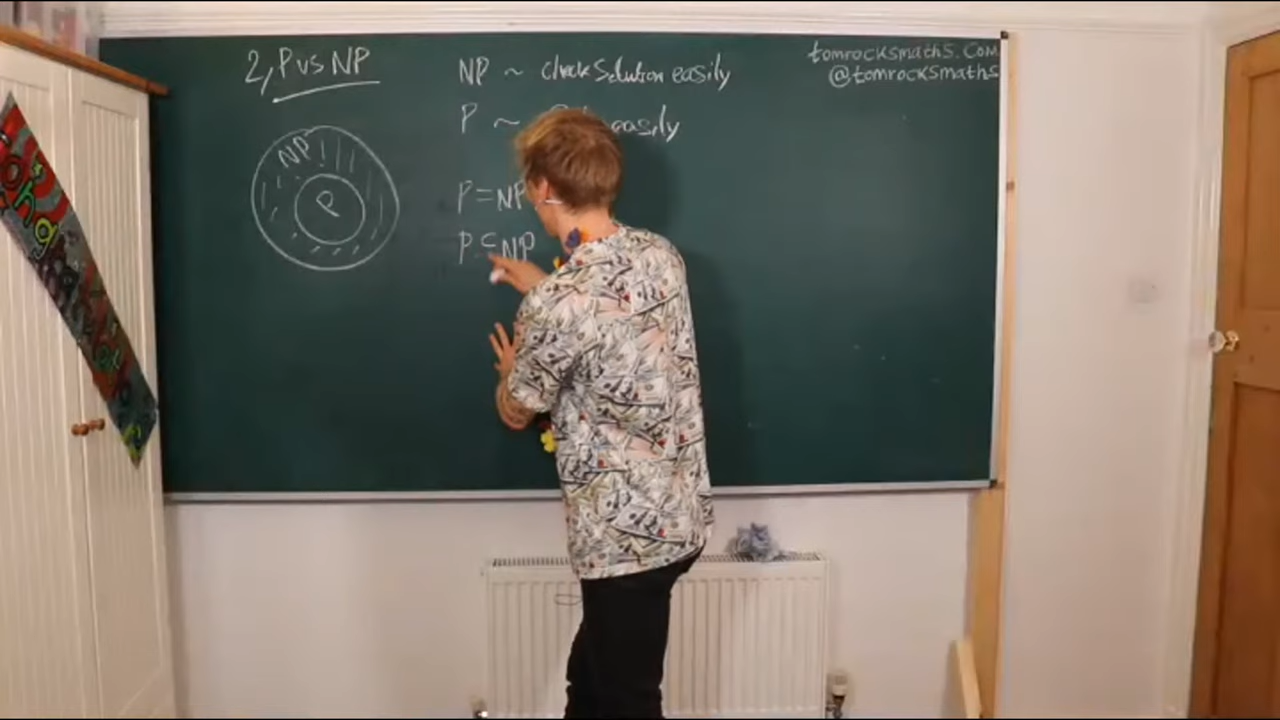 2, P vs NP
NP ~ check solution easily
P ~ easily
NP
P
P = NP
P ⊆ NP
tomrocksmaths.com
@tomrocksmaths